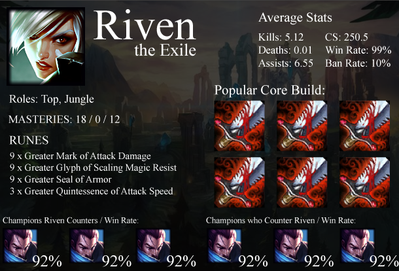 Riven
the Exile
Average Stats
Kills: 5.12 CS: 250.5
Deaths: 0.01 Win Rate: 99%
Assists: 6.55 Ban Rate: 10%
Roles: Top, Jungle
Popular Core Build:
MASTERIES: 18 / 0 / 12
RUNES
9 x Greater Mark of Attack Damage
9 x Greater Glyph of Scaling Magic Resist
9 x Greater Seal of Armor
3 x Greater Quintessence of Attack Speed
Champions Riven Counters / Win Rate:
92% 92% 92%
Champions who Counter Riven / Win Rate:
92% 92% 92%